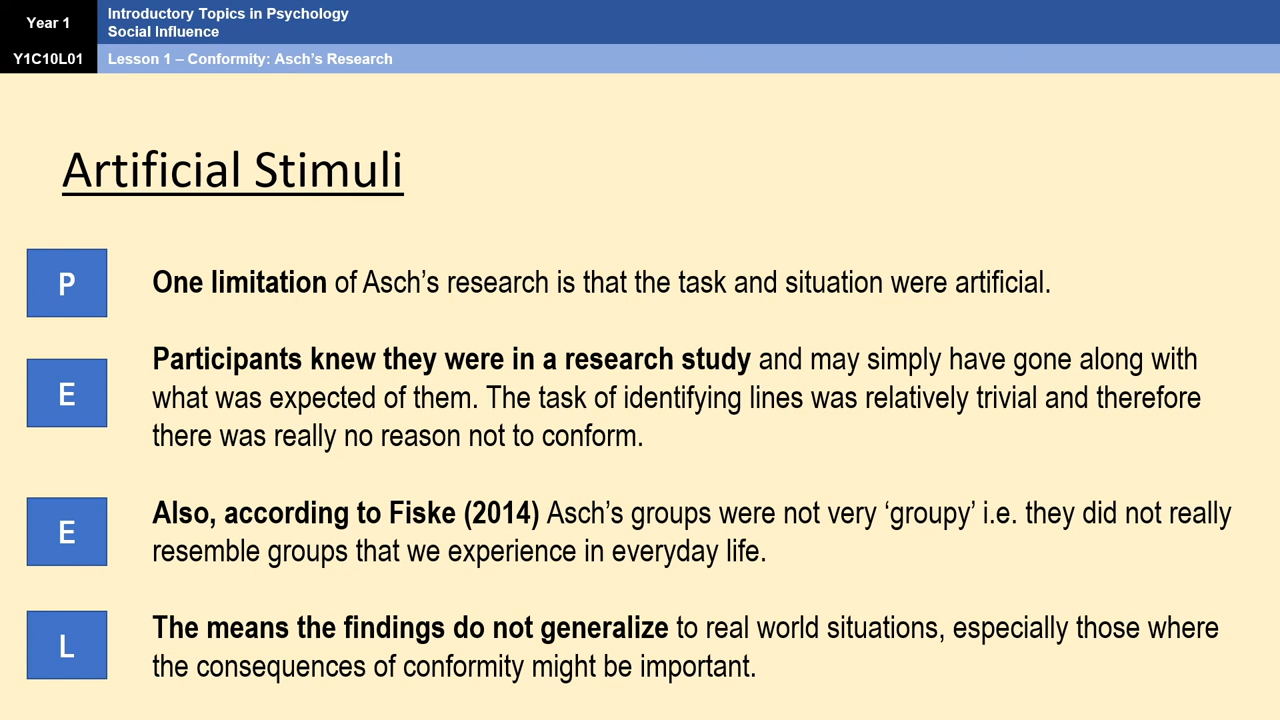 Year 1
Introductory Topics in Psychology
Social Influence
Y1C10L01
Lesson 1 – Conformity: Asch’s Research
Artificial Stimuli
P
One limitation of Asch’s research is that the task and situation were artificial.
E
Participants knew they were in a research study and may simply have gone along with
what was expected of them. The task of identifying lines was relatively trivial and therefore
there was really no reason not to conform.
E
Also, according to Fiske (2014) Asch’s groups were not very ‘groupy’ i.e. they did not really
resemble groups that we experience in everyday life.
L
The means the findings do not generalize to real world situations, especially those where
the consequences of conformity might be important.